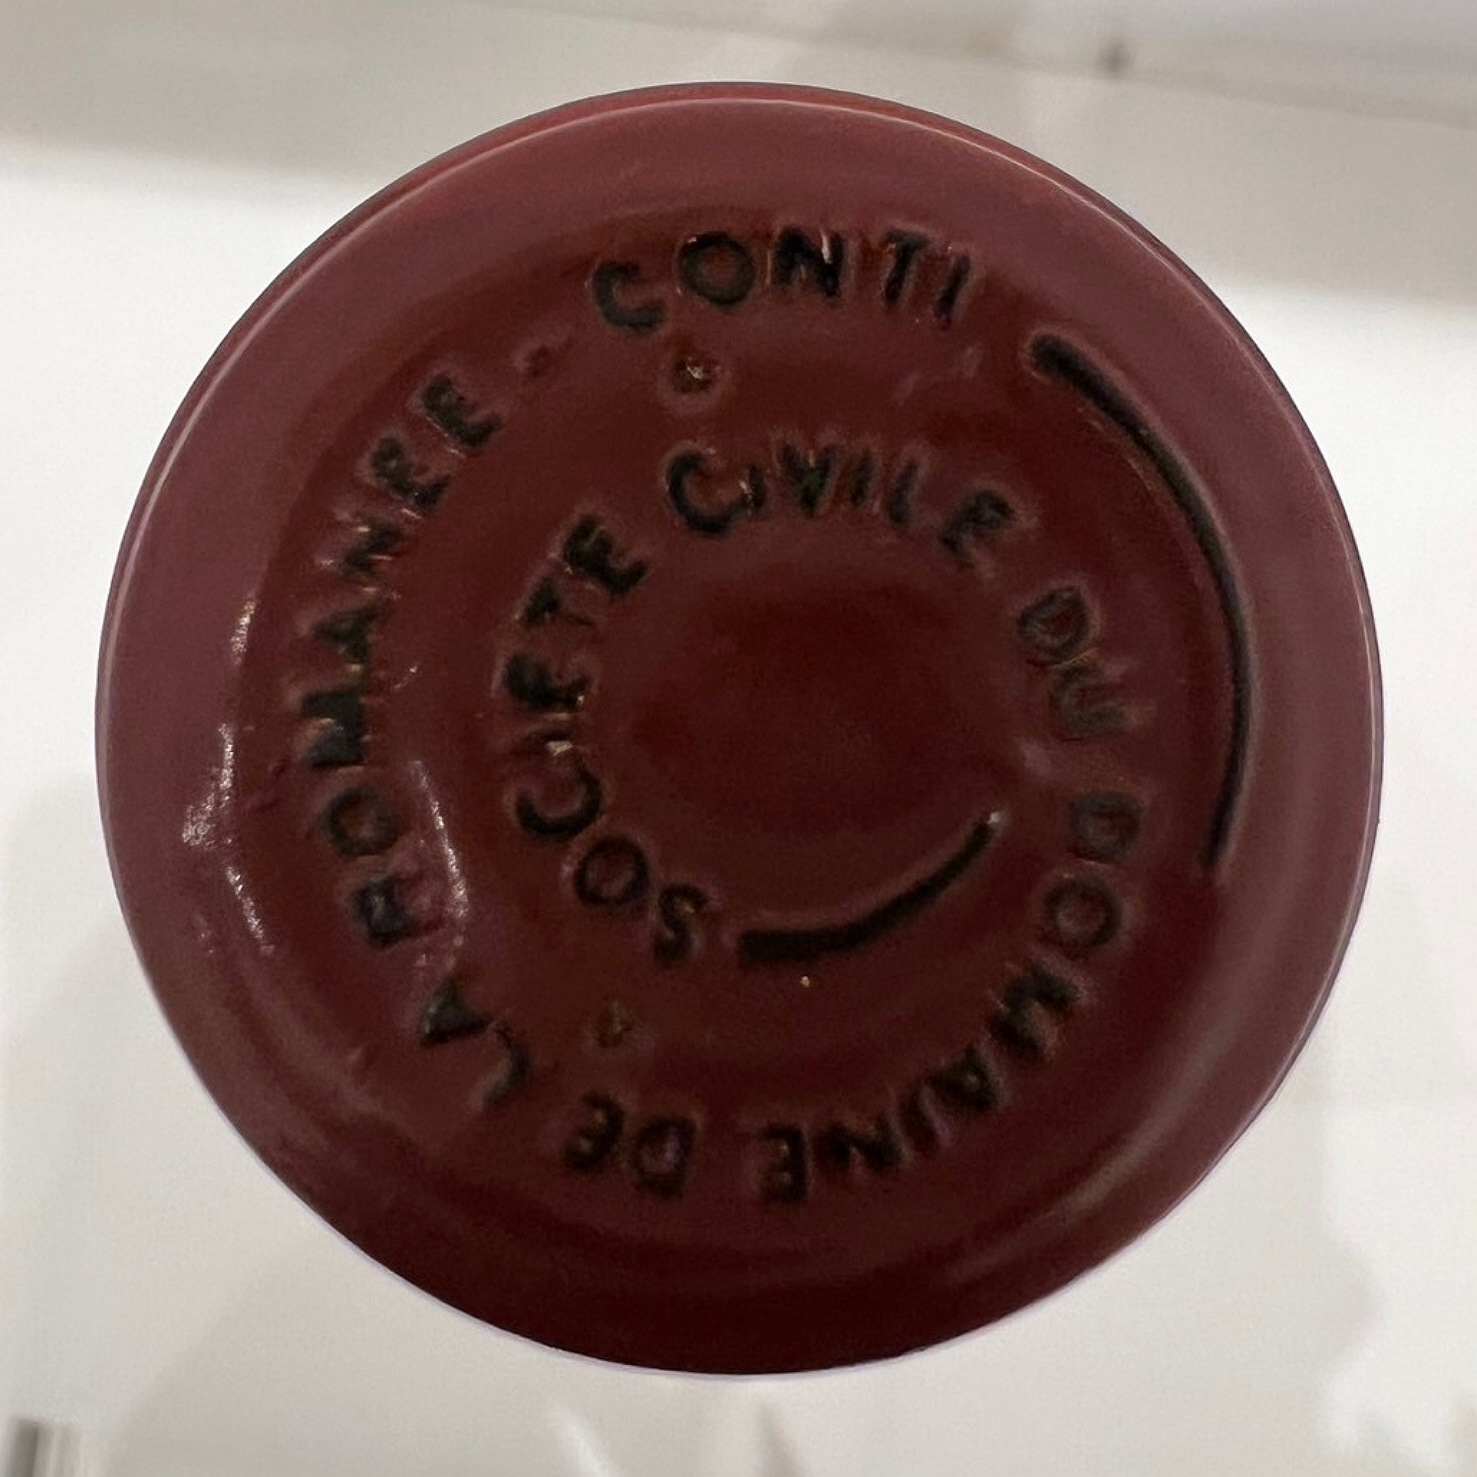 SOCIETE CIVILE DU DOMAINE DE LA ROMANEE-CONTI